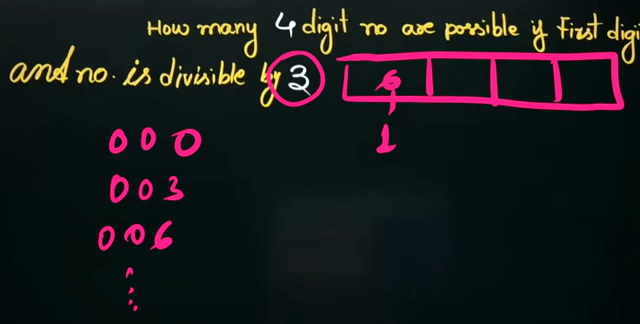 How many 4 digit no are possible if First digi
and no. is divisible by 3
6
1
0 0 0
0 0 3
0 0 6